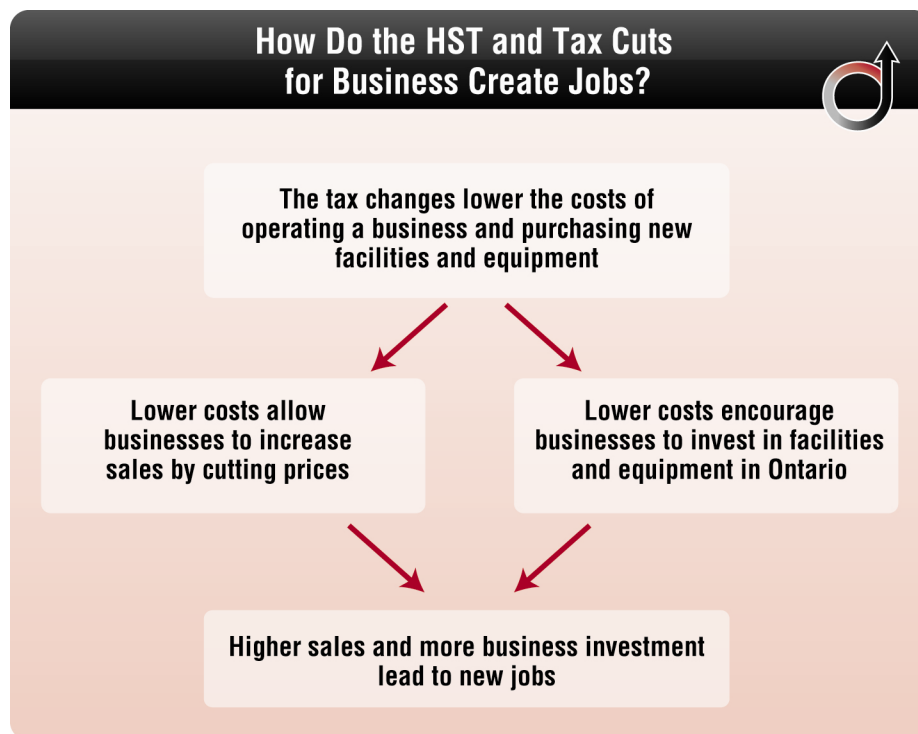 How Do the HST and Tax Cuts
for Business Create Jobs?
The tax changes lower the costs of
operating a business and purchasing new
facilities and equipment
Lower costs allow
businesses to increase
sales by cutting prices
Lower costs encourage
businesses to invest in facilities
and equipment in Ontario
Higher sales and more business investment
lead to new jobs